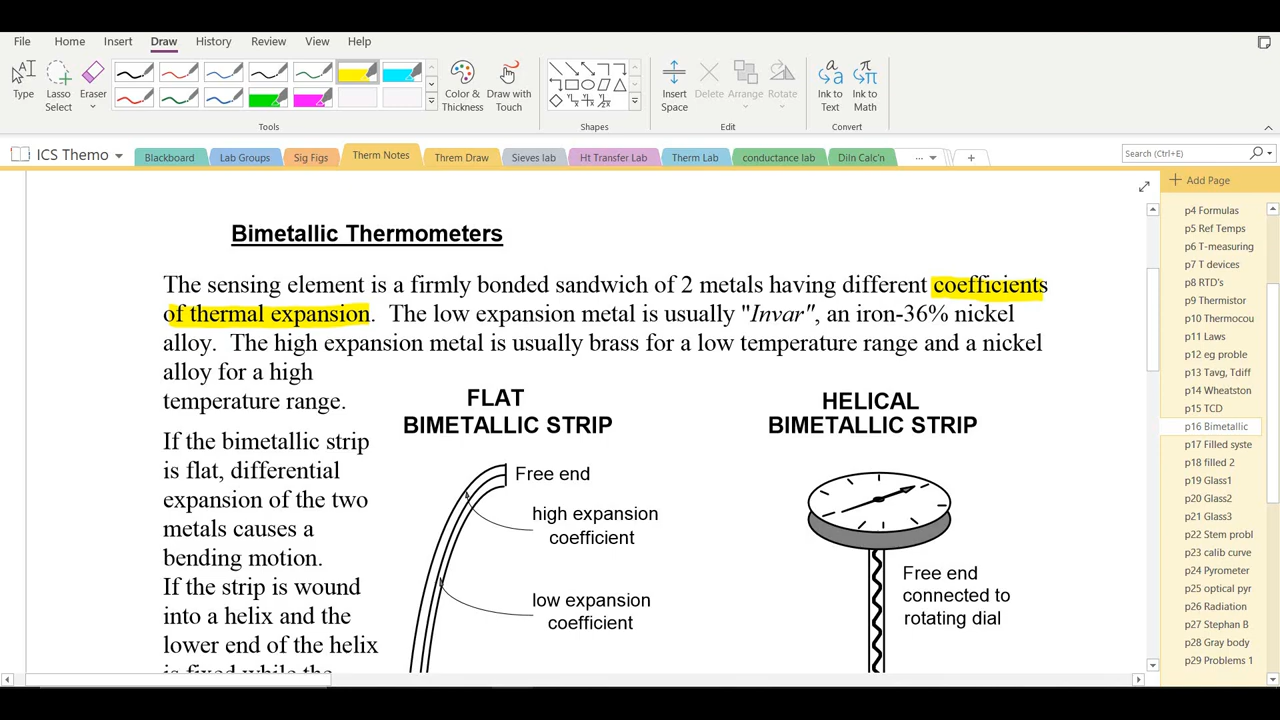 File Home Insert Draw History Review View Help
Type
Lasso Select
Eraser
Color & Thickness
Draw with Touch
Insert Space
Delete
Arrange
Rotate
Ink to Text
Ink to Math
Tools Shapes Edit Convert
ICS Themo Blackboard Lab Groups Sig Figs Therm Notes Threm Draw Sieves lab Ht Transfer Lab Therm Lab conductance lab Diln Calc'n ... +
Search (Ctrl+E)
Bimetallic Thermometers
The sensing element is a firmly bonded sandwich of 2 metals having different coefficients
of thermal expansion. The low expansion metal is usually "Invar", an iron-36% nickel
alloy. The high expansion metal is usually brass for a low temperature range and a nickel
alloy for a high
temperature range.
If the bimetallic strip
is flat, differential
expansion of the two
metals causes a
bending motion.
If the strip is wound
into a helix and the
lower end of the helix
is fixed while the
FLAT
BIMETALLIC STRIP
Free end
high expansion
coefficient
low expansion
coefficient
HELICAL
BIMETALLIC STRIP
Free end
connected to
rotating dial
Add Page
p4 Formulas
p5 Ref Temps
p6 T-measuring
p7 T devices
p8 RTD's
p9 Thermistor
p10 Thermocou
p11 Laws
p12 eg proble
p13 Tavg, Tdiff
p14 Wheatston
p15 TCD
p16 Bimetallic
p17 Filled syste
p18 filled 2
p19 Glass1
p20 Glass2
p21 Glass3
p22 Stem probl
p23 calib curve
p24 Pyrometer
p25 optical pyr
p26 Radiation
p27 Stephan B
p28 Gray body
p29 Problems 1